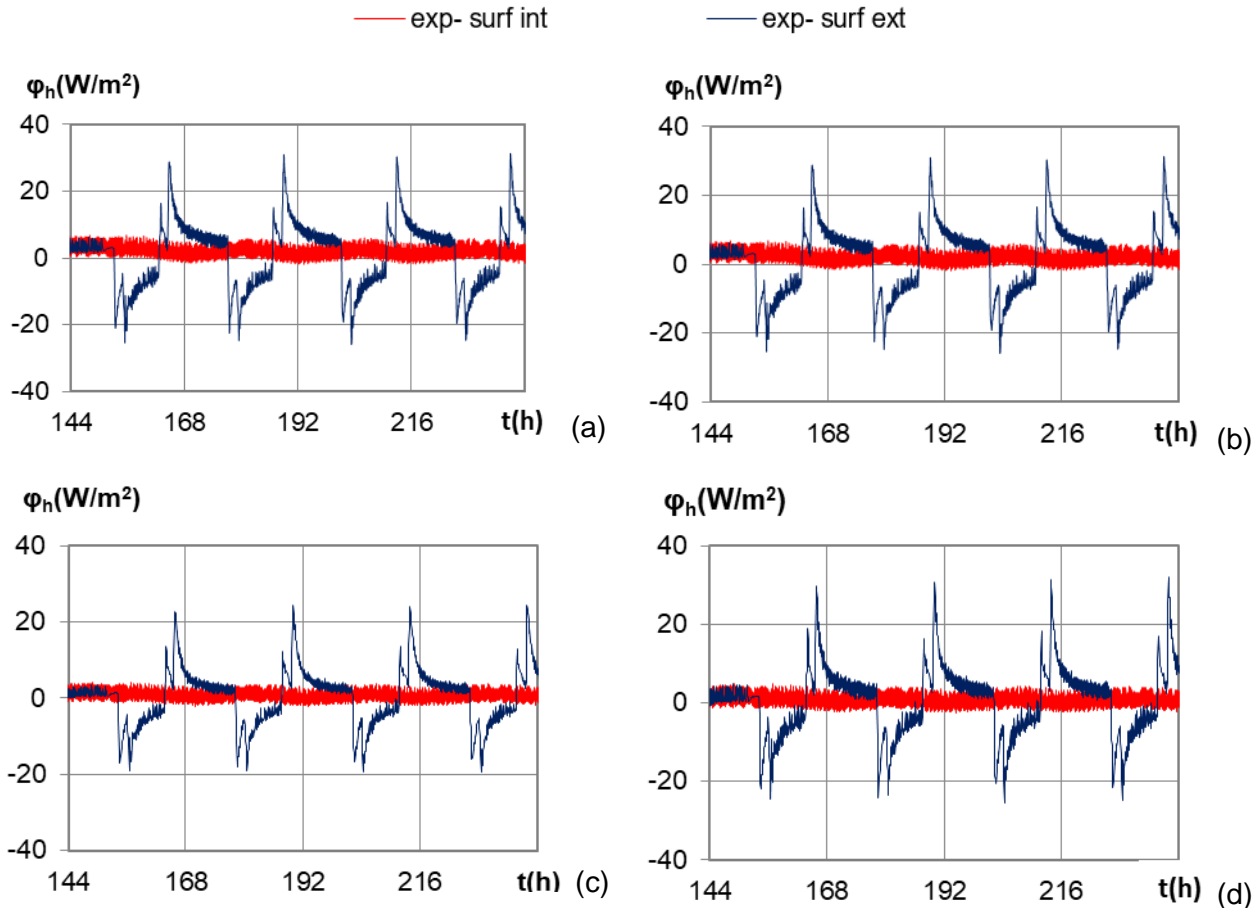 exp- surf int exp- surf ext
φh(W/m²) φh(W/m²)
40 40
20 20
0 0
-20 -20
-40 -40
144 168 192 216 t(h) (a) 144 168 192 216 t(h) (b)
φh(W/m²) φh(W/m²)
40 40
20 20
0 0
-20 -20
-40 -40
144 168 192 216 t(h) (c) 144 168 192 216 t(h) (d)